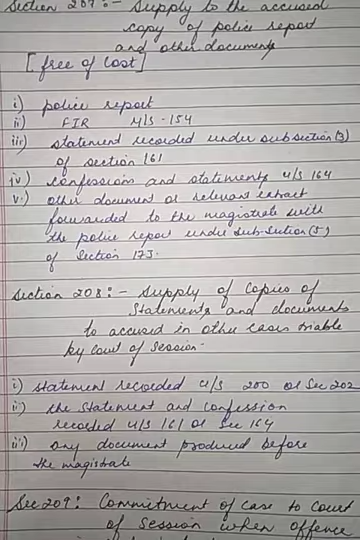 Section 207:- Supply to the accused
copy of police report
and other documents
[free of Cost]
i) police report
ii) FIR U/S - 154
iii) statement recorded under subsection (3)
of section 161
iv) confessions and statements u/s 164
v) other document or relevant extract
forwarded to the magistrate with
the police report under Sub-section (5)
of Section 173.
Section 208:- Supply of Copies of
Statements and documents
to accused in other cases triable
by court of Session.
i) statement recorded u/s 200 or Sec 202
ii) the statement and confession
recorded u/s 161 or Sec 164
iii) any document produced before
the magistrate
Sec 209: Commitment of case to Court
of Session when offence